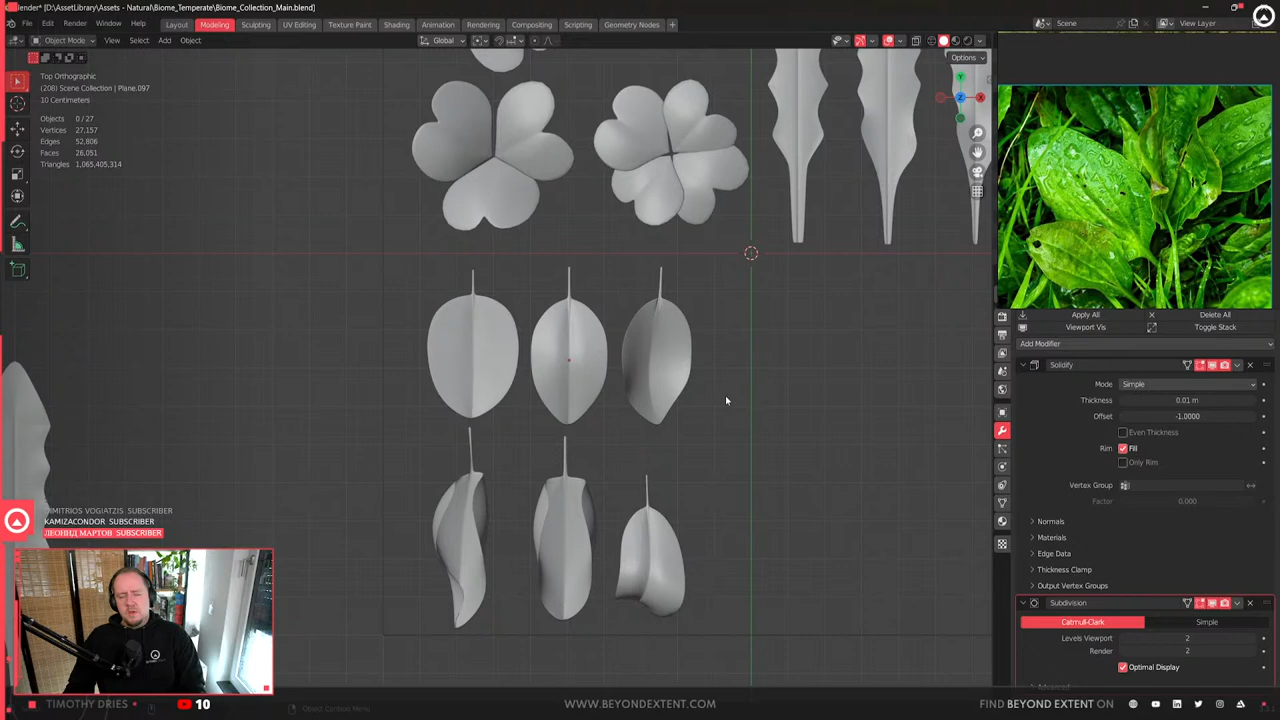 Blender* [D:\AssetLibrary\Assets - Natural\Biome_Temperate\Biome_Collection_Main.blend]
File Edit Render Window Help Layout Modeling Sculpting UV Editing Texture Paint Shading Animation Rendering Compositing Scripting Geometry Nodes Scene View Layer
Object Mode View Select Add Object Global Options
Top Orthographic
(208) Scene Collection | Plane.097
10 Centimeters
Objects 0 / 27
Vertices 27,157
Edges 52,806
Faces 26,051
Triangles 1,065,405,314
Y
X
Z
Apply All Delete All
Viewport Vis Toggle Stack
Add Modifier
Solidify
Mode Simple
Thickness 0.01 m
Offset -1.0000
Even Thickness
Rim Fill
Only Rim
Vertex Group
Factor 0.000
Normals
Materials
Edge Data
Thickness Clamp
Output Vertex Groups
Subdivision
Catmull-Clark Simple
Levels Viewport 2
Render 2
Optimal Display
Advanced
DIMITRIOS VOGIATZIS SUBSCRIBER
KAMIZACONDOR SUBSCRIBER
ЛЕОНИД МАРТОВ SUBSCRIBER
TIMOTHY DRIES 10 WWW.BEYONDEXTENT.COM FIND BEYOND EXTENT ON
Object Context Menu